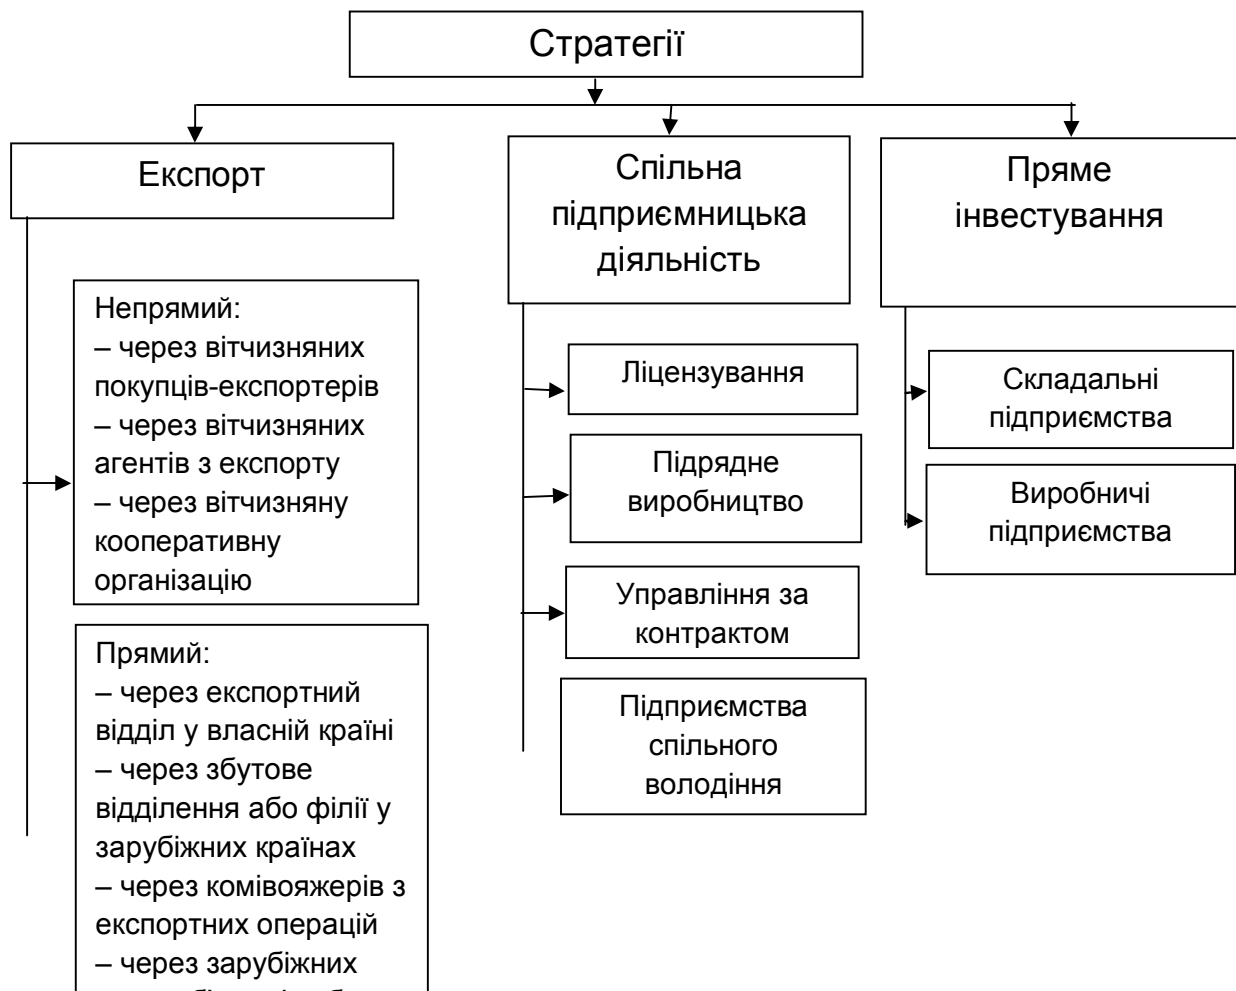 Стратегії
Експорт
Непрямий:
– через вітчизняних
покупців-експортерів
– через вітчизняних
агентів з експорту
– через вітчизняну
кооперативну
організацію
Прямий:
– через експортний
відділ у власній країні
– через збутове
відділення або філії у
зарубіжних країнах
– через комівояжерів з
експортних операцій
– через зарубіжних
Спільна
підприємницька
діяльність
Ліцензування
Підрядне
виробництво
Управління за
контрактом
Підприємства
спільного
володіння
Пряме
інвестування
Складальні
підприємства
Виробничі
підприємства